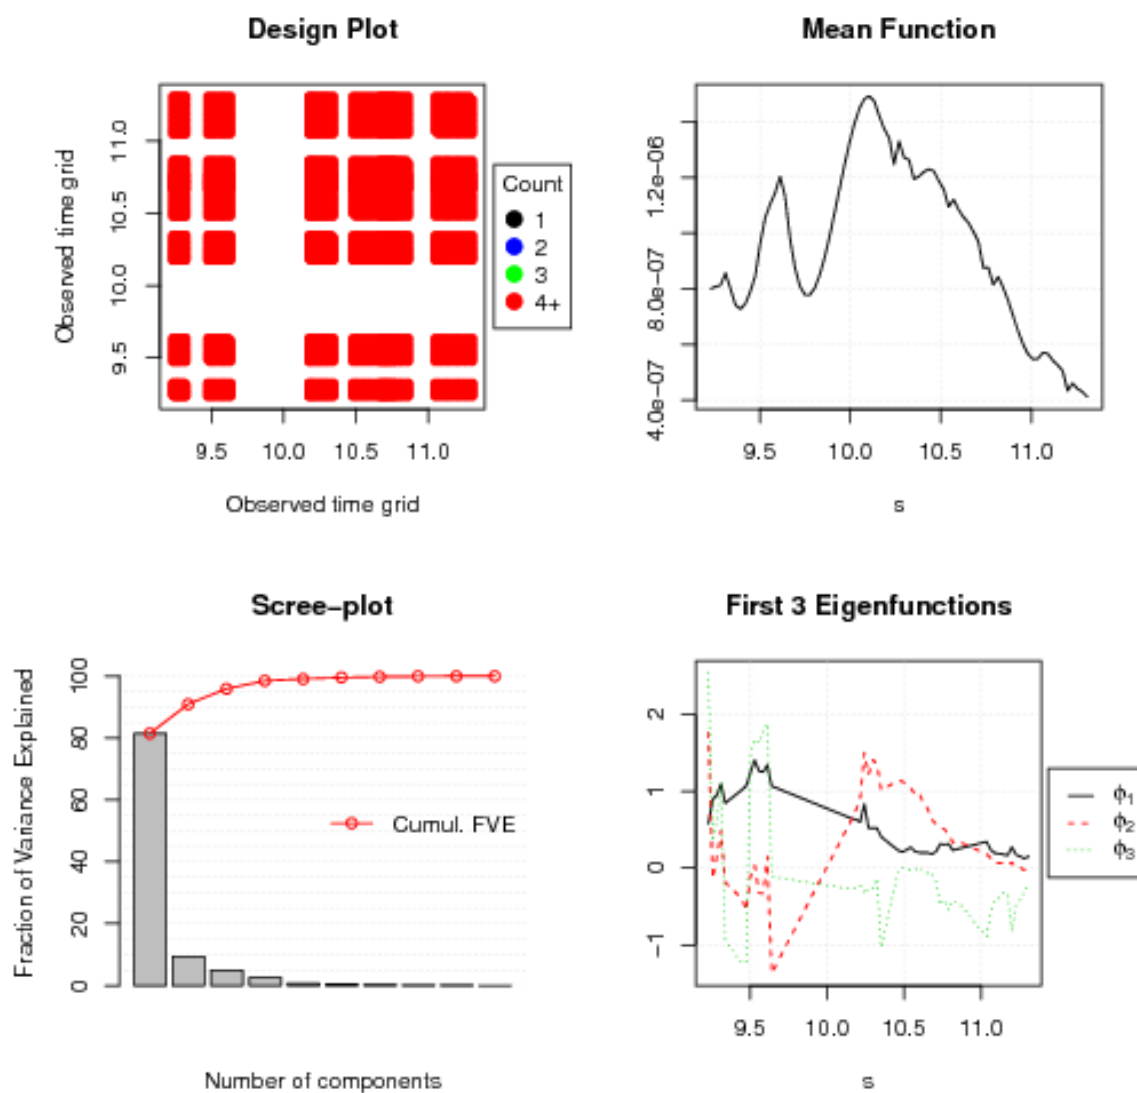 Design Plot
Observed time grid
11.0
10.5
10.0
9.5
9.5 10.0 10.5 11.0
Observed time grid
Count
1
2
3
4+
Mean Function
1.2e−06
8.0e−07
4.0e−07
9.5 10.0 10.5 11.0
s
Scree−plot
Fraction of Variance Explained
100
80
60
40
20
0
Cumul. FVE
Number of components
First 3 Eigenfunctions
2
1
0
−1
9.5 10.0 10.5 11.0
s
ϕ1
ϕ2
ϕ3